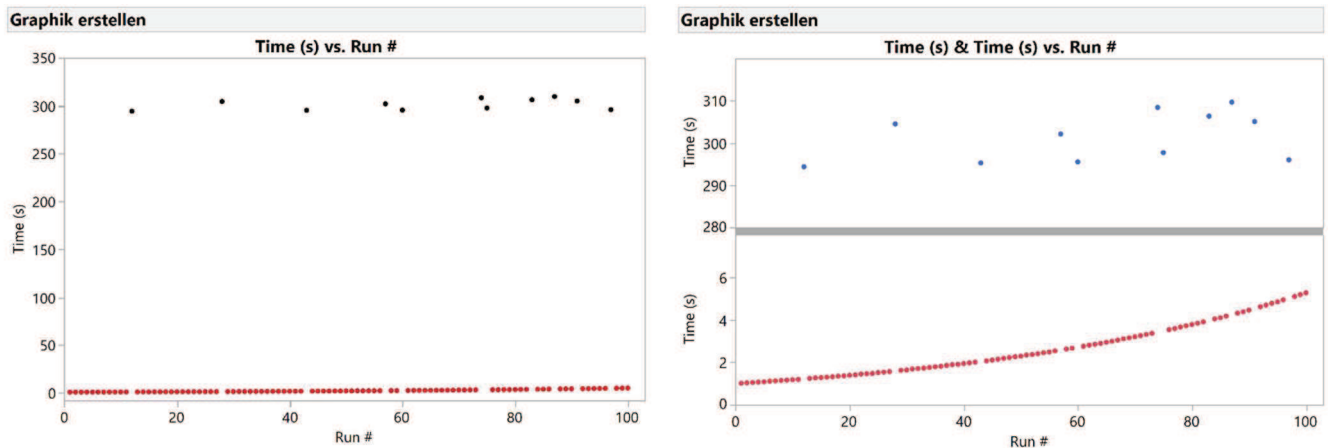 Graphik erstellen
Time (s) vs. Run #
350
300
250
200
150
100
50
0
Time (s)
0 20 40 60 80 100
Run #
Graphik erstellen
Time (s) & Time (s) vs. Run #
310
300
290
280
Time (s)
6
4
2
0
Time (s)
0 20 40 60 80 100
Run #